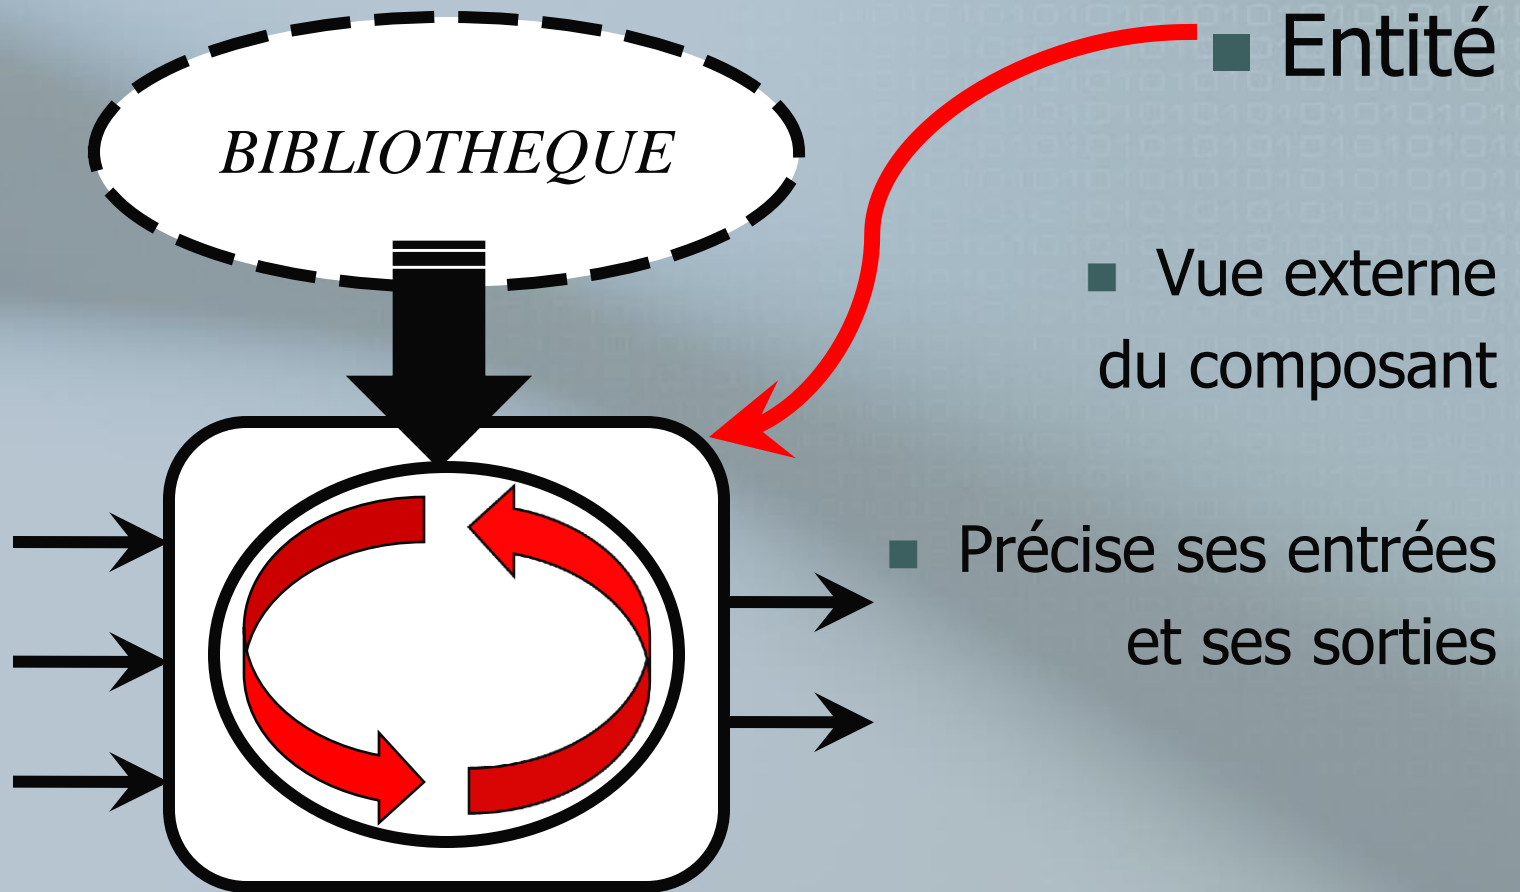 Entité
BIBLIOTHEQUE
Vue externe
du composant
Précise ses entrées
et ses sorties